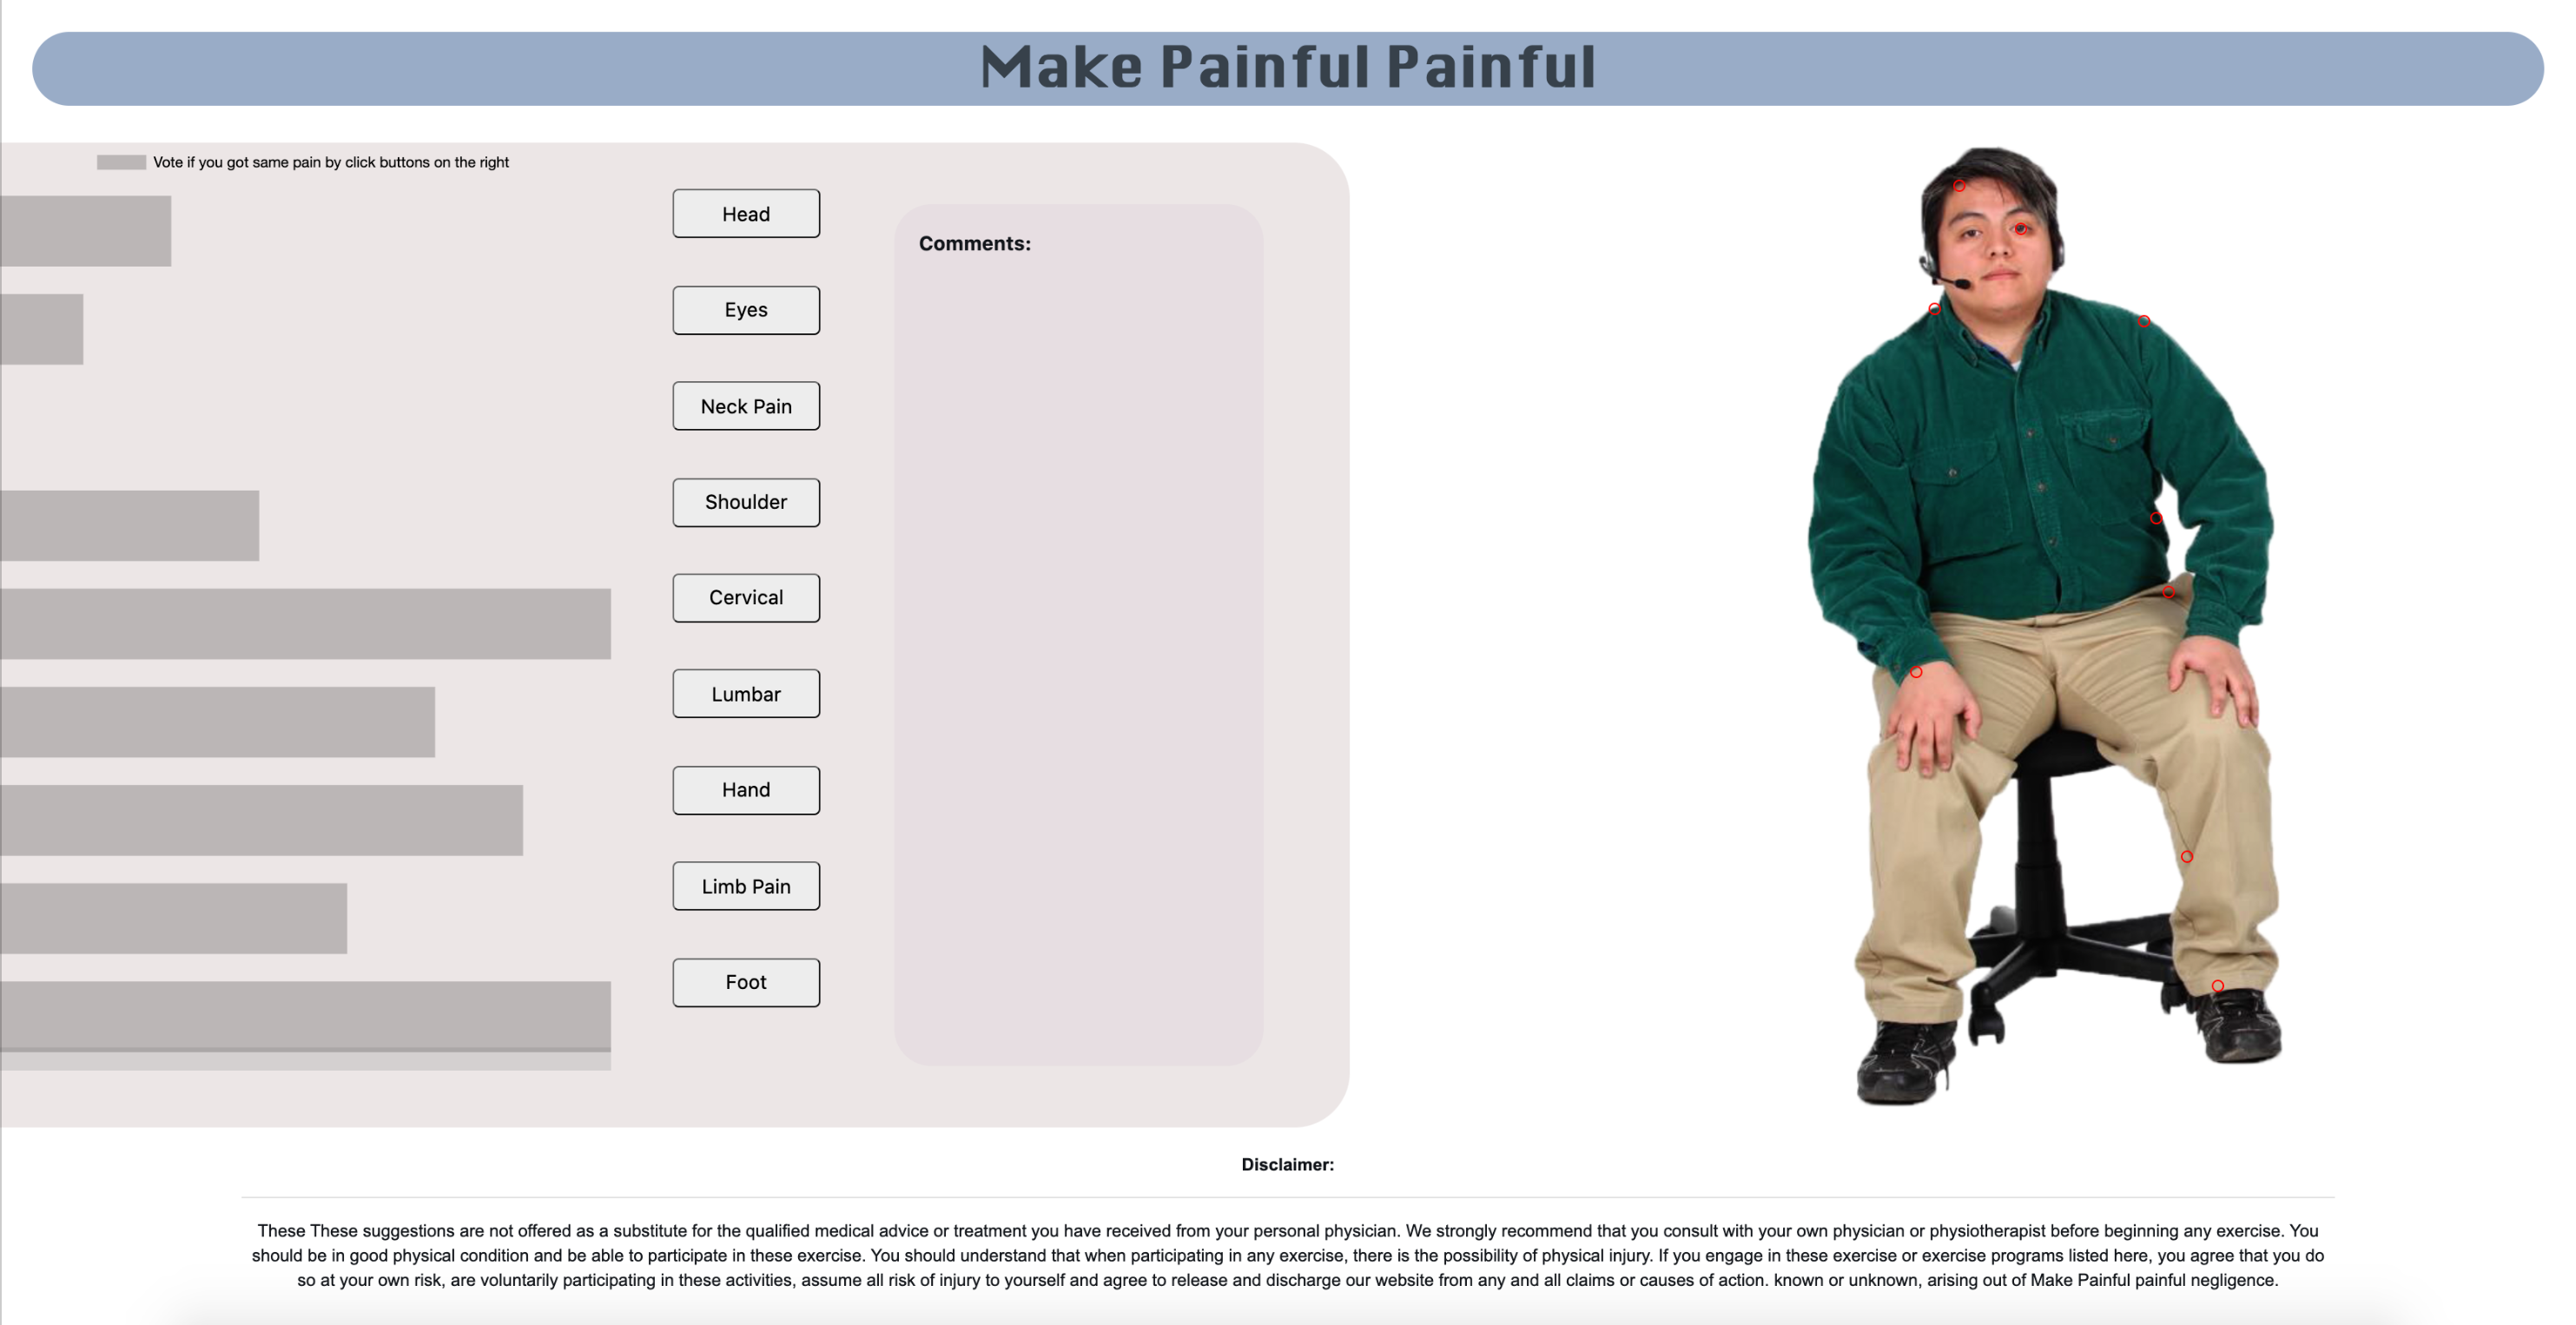 Make Painful Painful
Vote if you got same pain by click buttons on the right
Head
Eyes
Neck Pain
Shoulder
Cervical
Lumbar
Hand
Limb Pain
Foot
Comments:
Disclaimer:
These These suggestions are not offered as a substitute for the qualified medical advice or treatment you have received from your personal physician. We strongly recommend that you consult with your own physician or physiotherapist before beginning any exercise. You
should be in good physical condition and be able to participate in these exercise. You should understand that when participating in any exercise, there is the possibility of physical injury. If you engage in these exercise or exercise programs listed here, you agree that you do
so at your own risk, are voluntarily participating in these activities, assume all risk of injury to yourself and agree to release and discharge our website from any and all claims or causes of action. known or unknown, arising out of Make Painful painful negligence.